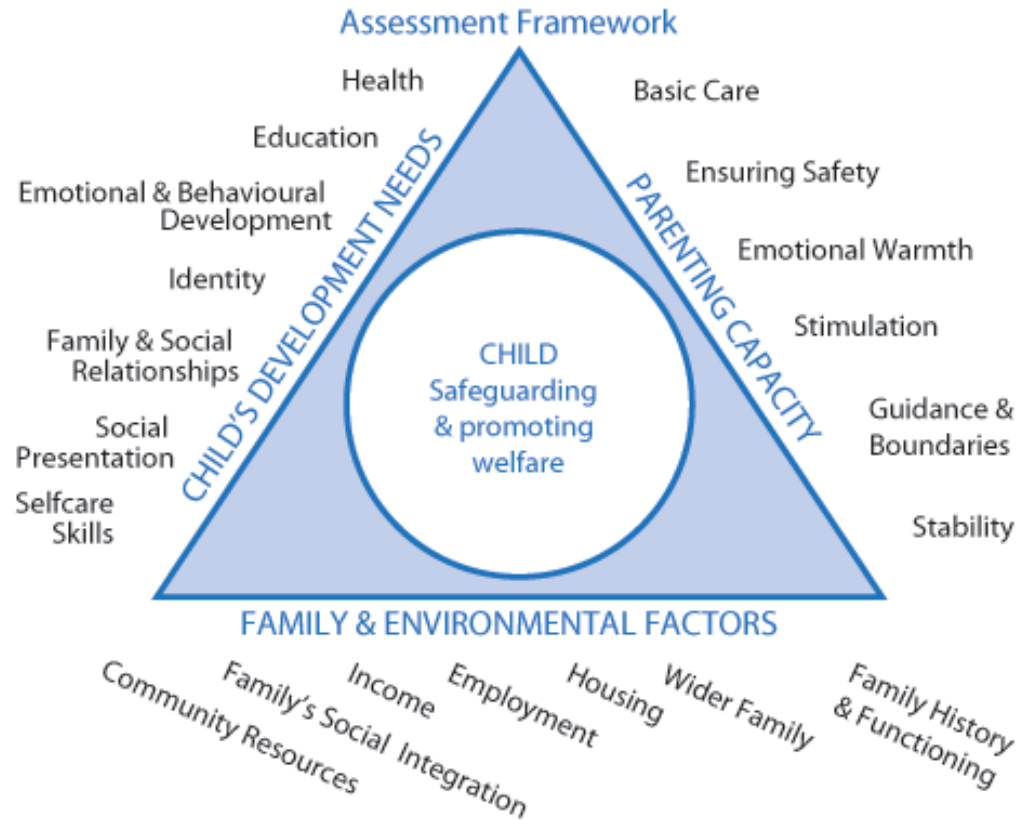 Assessment Framework
Health
Education
Emotional & Behavioural
Development
Identity
Family & Social
Relationships
Social
Presentation
Selfcare
Skills
CHILD'S DEVELOPMENT NEEDS
CHILD
Safeguarding
& promoting
welfare
PARENTING CAPACITY
Basic Care
Ensuring Safety
Emotional Warmth
Stimulation
Guidance &
Boundaries
Stability
FAMILY & ENVIRONMENTAL FACTORS
Community Resources
Family's Social Integration
Income
Employment
Housing
Wider Family
Family History
& Functioning